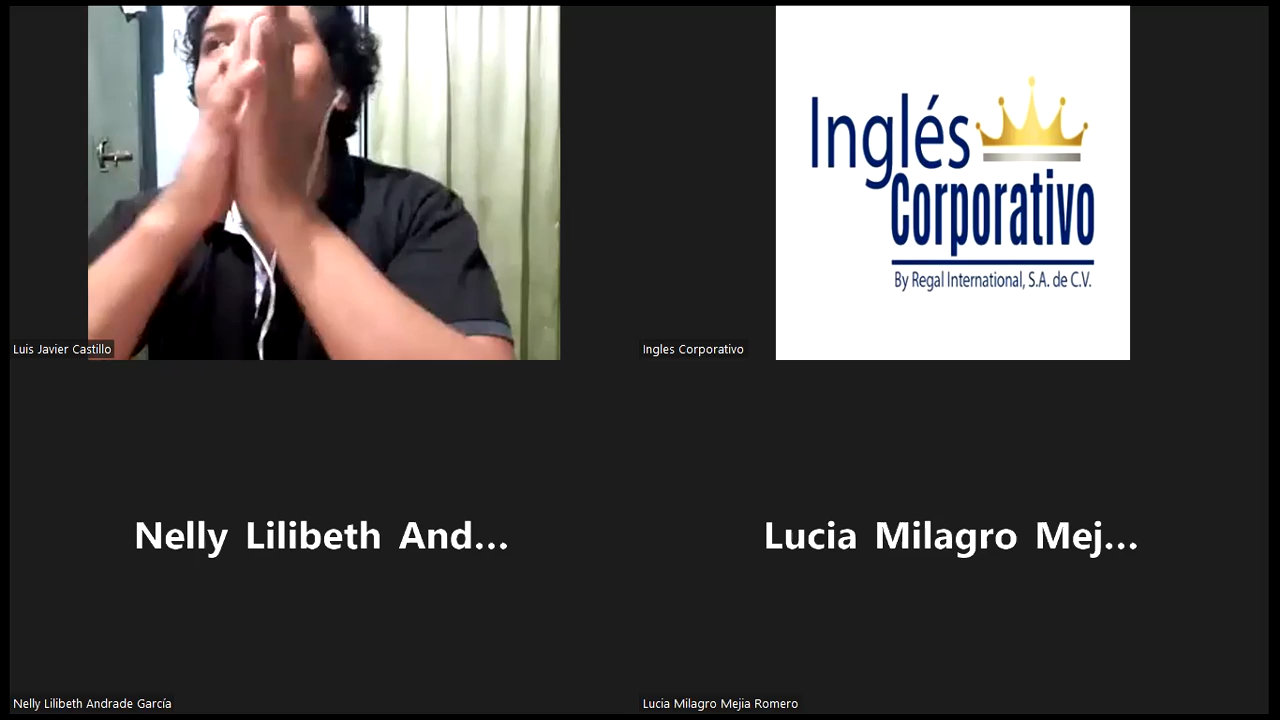 Inglés
Corporativo
By Regal International, S.A. de C.V.
Luis Javier Castillo
Ingles Corporativo
Nelly Lilibeth And...
Lucia Milagro Mej...
Nelly Lilibeth Andrade García
Lucia Milagro Mejia Romero